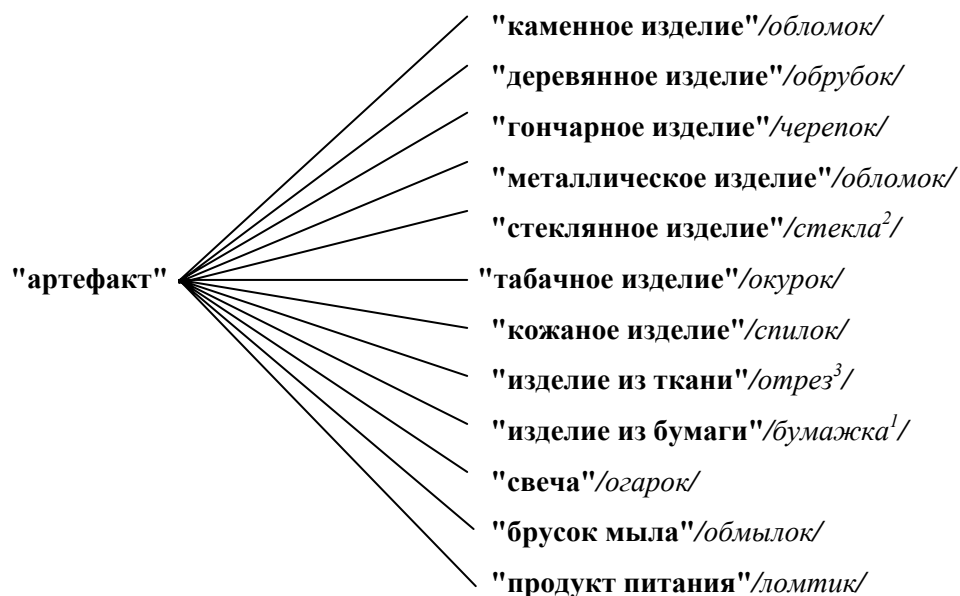 "каменное изделие"/обломок/
"деревянное изделие"/обрубок/
"гончарное изделие"/черепок/
"металлическое изделие"/обломок/
"стеклянное изделие"/стекла²/
"артефакт" "табачное изделие"/окурок/
"кожаное изделие"/спилок/
"изделие из ткани"/отрез³/
"изделие из бумаги"/бумажка¹/
"свеча"/огарок/
"брусок мыла"/обмылок/
"продукт питания"/ломтик/